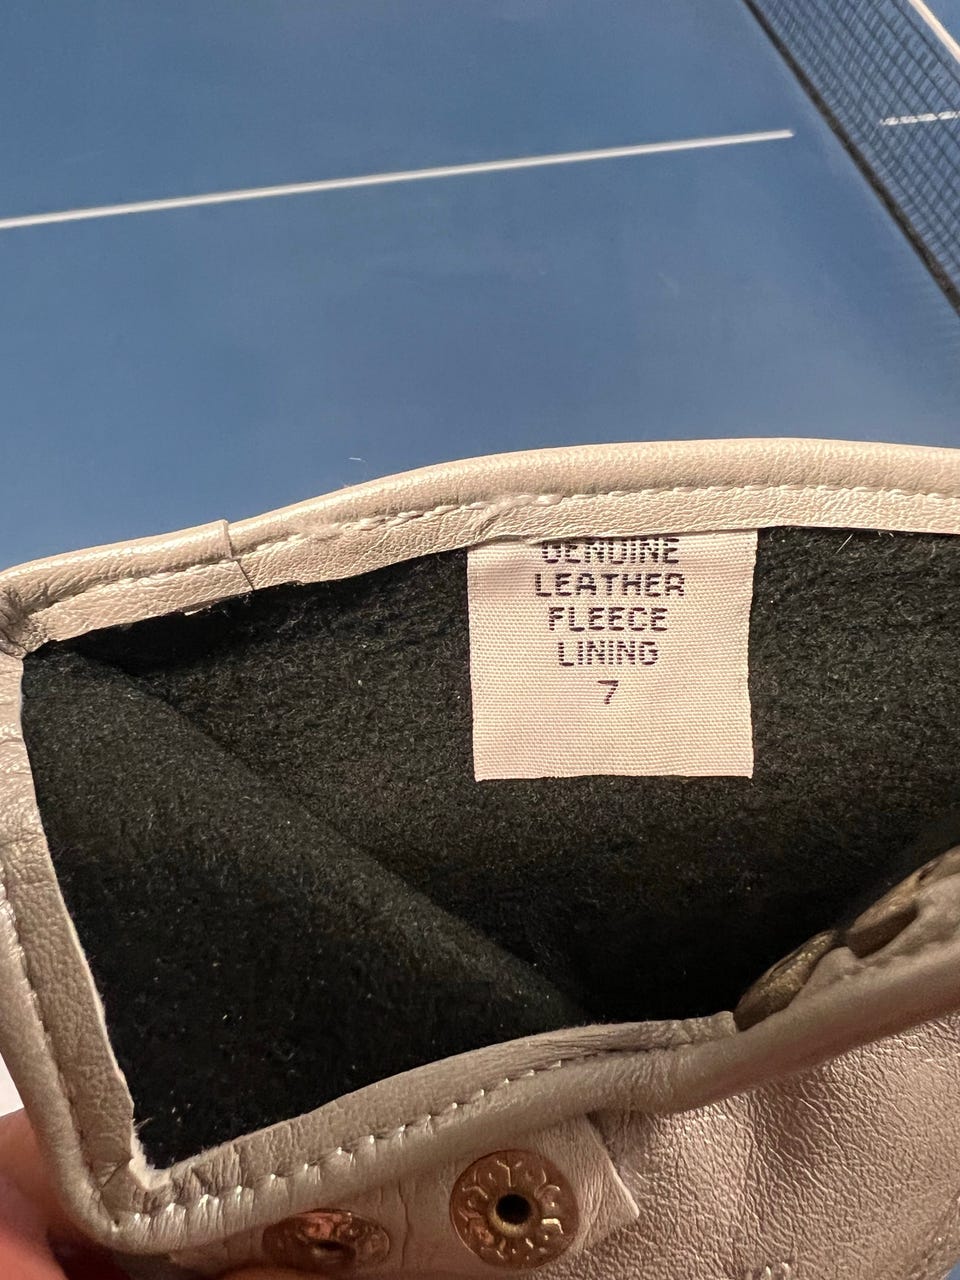 GENUINE
LEATHER
FLEECE
LINING
7